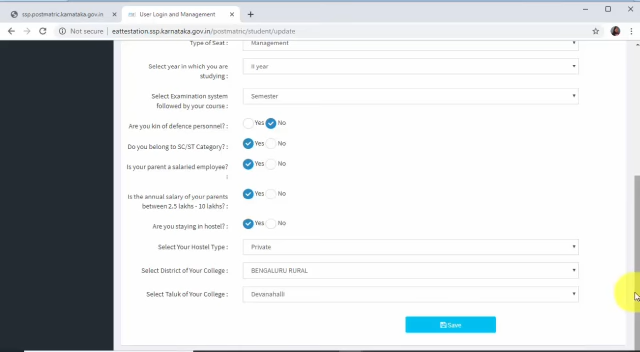 ssp.postmatric.karnataka.gov.in
User Login and Management
Not secure | eattestation.ssp.karnataka.gov.in/postmatric/student/update
Type of Seat : Management
Select year in which you are studying : II year
Select Examination system followed by your course : Semester
Are you kin of defence personnel? : Yes No
Do you belong to SC/ST Category? : Yes No
Is your parent a salaried employee? : Yes No
Is the annual salary of your parents between 2.5 lakhs - 10 lakhs? : Yes No
Are you staying in hostel? : Yes No
Select Your Hostel Type : Private
Select District of Your College : BENGALURU RURAL
Select Taluk of Your College : Devanahalli
Save